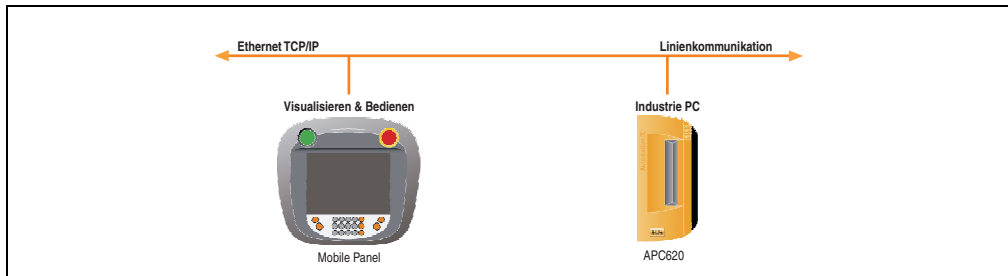 Ethernet TCP/IP
Linienkommunikation
Visualisieren & Bedienen
Industrie PC
Mobile Panel
APC620